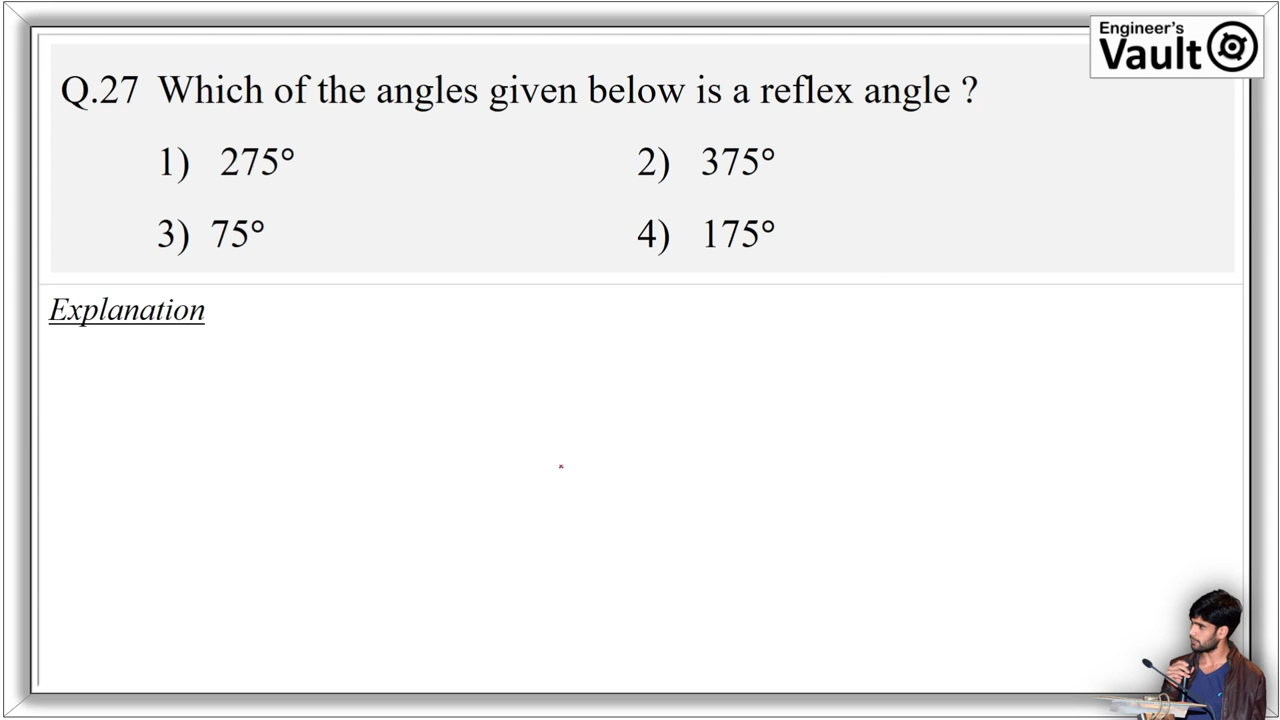 Engineer's
Vault
Q.27 Which of the angles given below is a reflex angle ?
1) 275° 2) 375°
3) 75° 4) 175°
Explanation